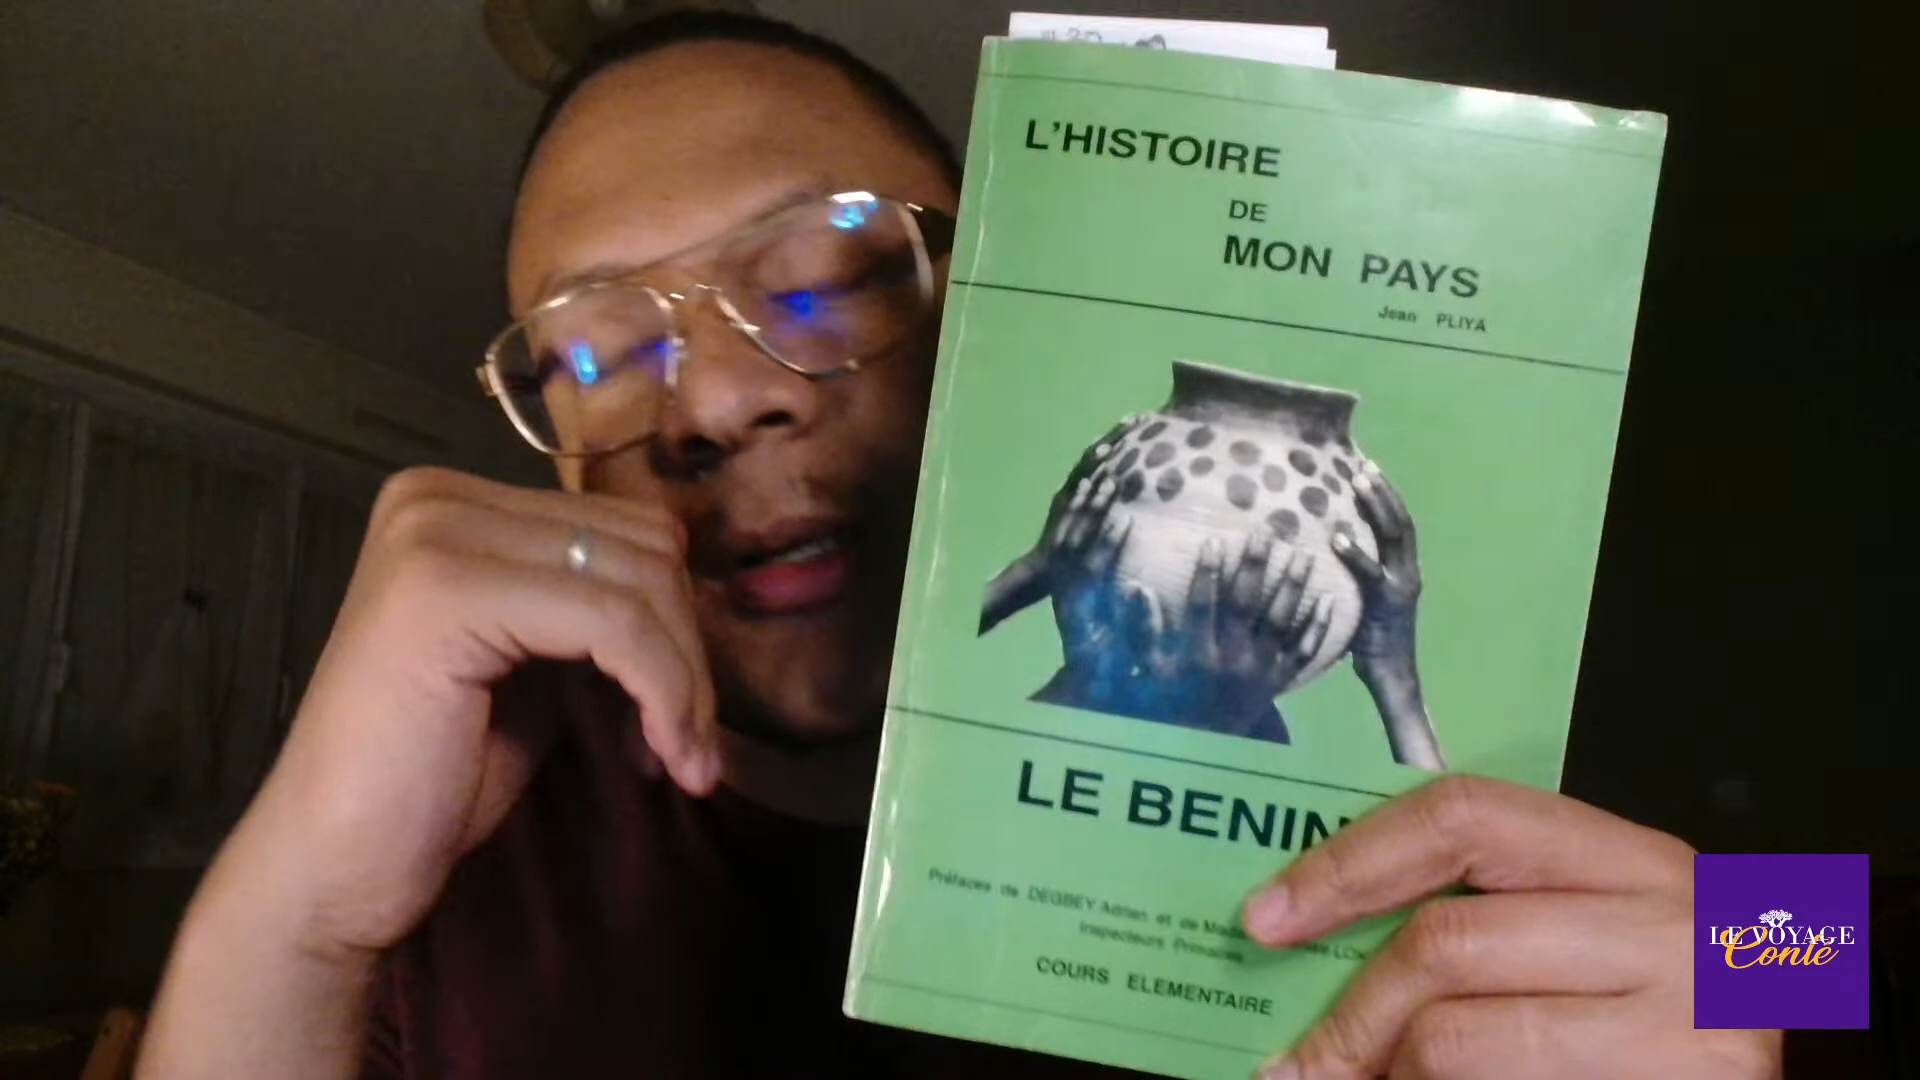 L'HISTOIRE
DE
MON PAYS
Jean PLIYA
LE BENIN
Préfaces de DEGBEY Adrien et de
Inspecteurs Primaires
COURS ELEMENTAIRE
LE VOYAGE
Conté